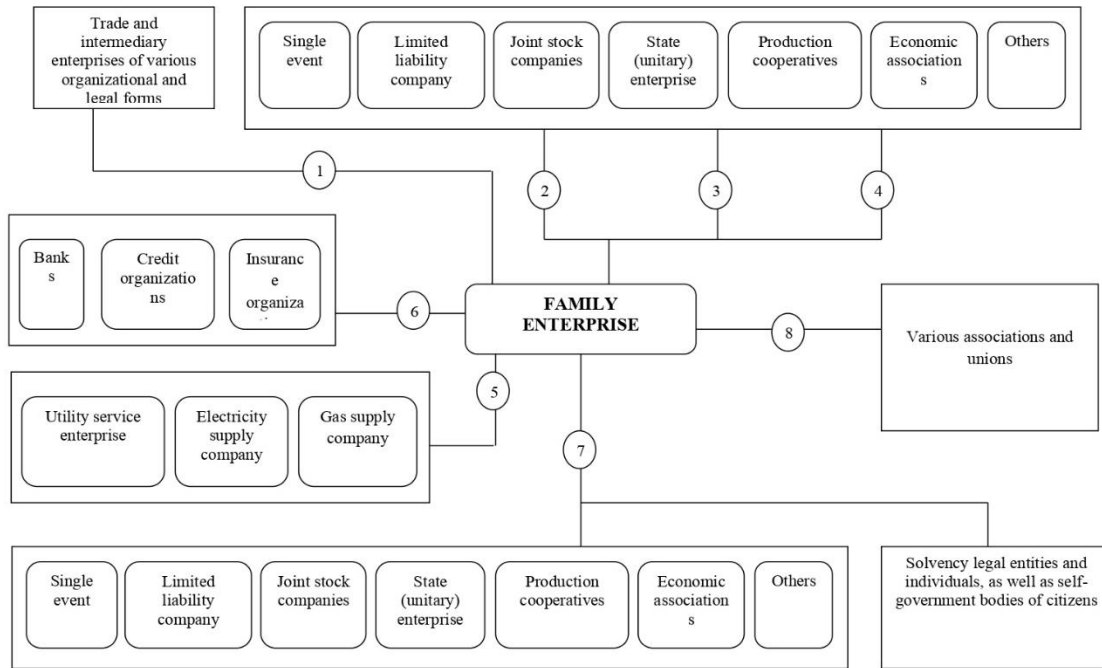 Trade and
intermediary
enterprises of various
organizational and
legal forms
Single
event
Limited
liability
company
Joint stock
companies
State
(unitary)
enterprise
Production
cooperatives
Economic
association
s
Others
1
2
3
4
Bank
s
Credit
organizatio
ns
Insuranc
e
organiza
6
FAMILY
ENTERPRISE
8
Various associations and
unions
5
Utility service
enterprise
Electricity
supply
company
Gas supply
company
7
Single
event
Limited
liability
company
Joint stock
companies
State
(unitary)
enterprise
Production
cooperatives
Economic
association
s
Others
Solvency legal entities and
individuals, as well as self-
government bodies of citizens